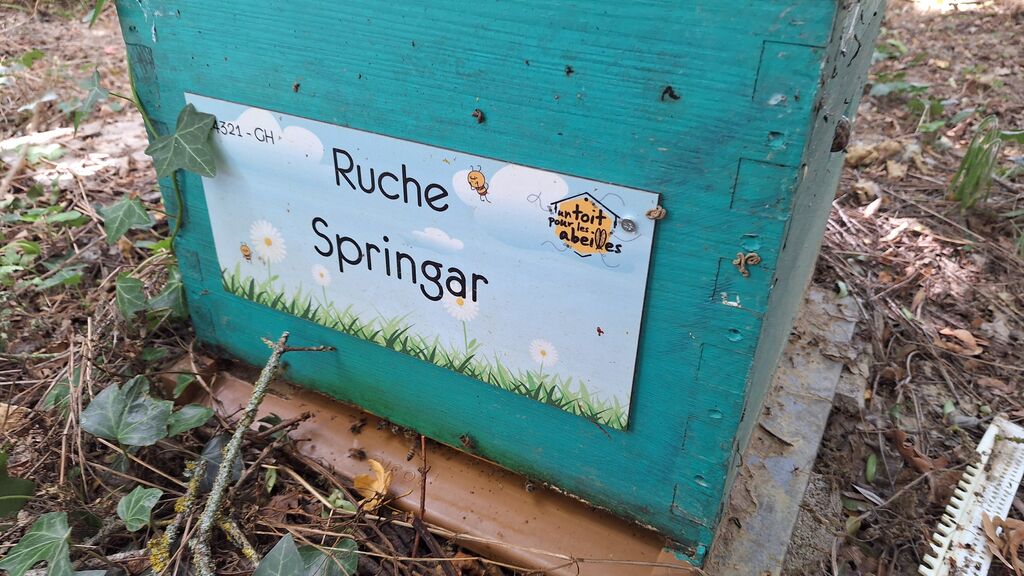 4321 - GH
Ruche
Springar
un toit
pour les
abeilles